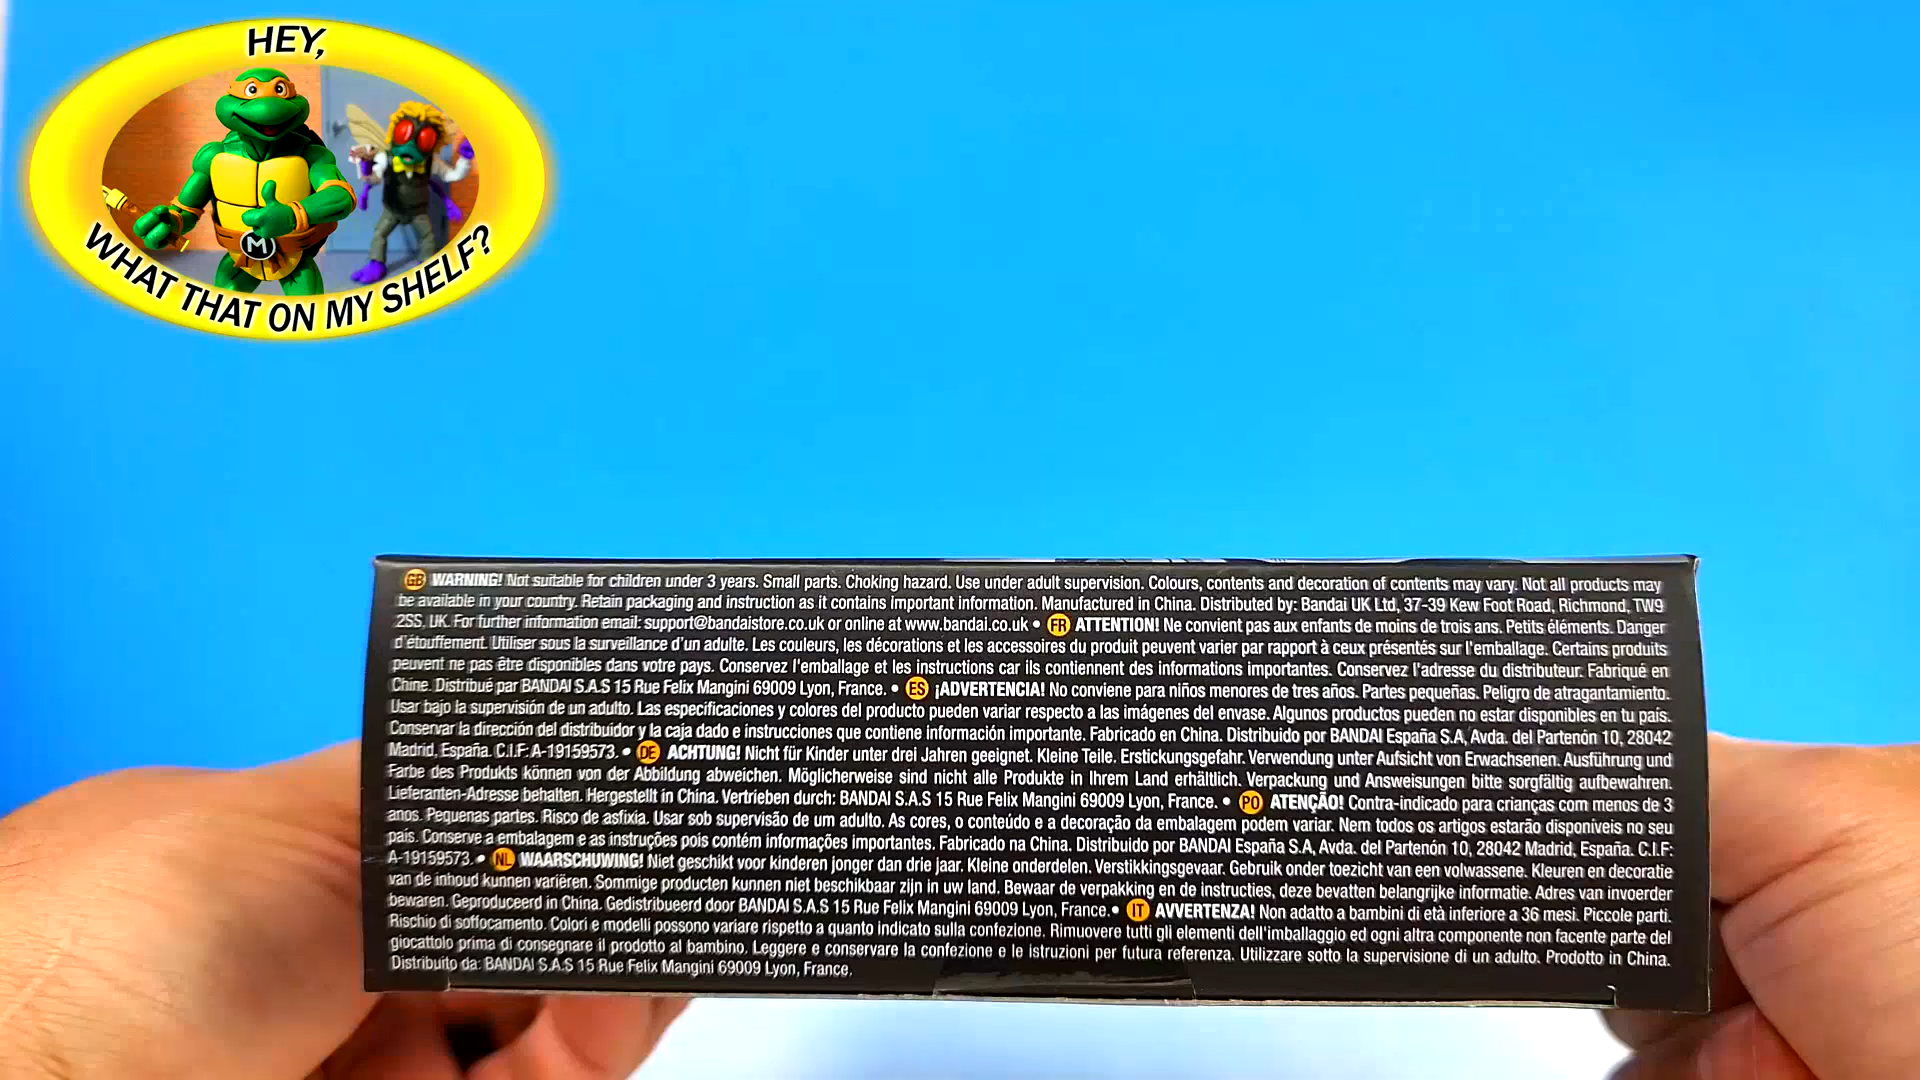 HEY,
M
WHAT THAT ON MY SHELF?
GB WARNING! Not suitable for children under 3 years. Small parts. Choking hazard. Use under adult supervision. Colours, contents and decoration of contents may vary. Not all products may
be available in your country. Retain packaging and instruction as it contains important information. Manufactured in China. Distributed by: Bandai UK Ltd, 37-39 Kew Foot Road, Richmond, TW9
2SS, UK. For further information email: support@bandaistore.co.uk or online at www.bandai.co.uk • FR ATTENTION! Ne convient pas aux enfants de moins de trois ans. Petits éléments. Danger
d'étouffement. Utiliser sous la surveillance d'un adulte. Les couleurs, les décorations et les accessoires du produit peuvent varier par rapport à ceux présentés sur l'emballage. Certains produits
peuvent ne pas être disponibles dans votre pays. Conservez l'emballage et les instructions car ils contiennent des informations importantes. Conservez l'adresse du distributeur. Fabriqué en
Chine. Distribué par BANDAI S.A.S 15 Rue Felix Mangini 69009 Lyon, France. • ES ¡ADVERTENCIA! No conviene para niños menores de tres años. Partes pequeñas. Peligro de atragantamiento.
Usar bajo la supervisión de un adulto. Las especificaciones y colores del producto pueden variar respecto a las imágenes del envase. Algunos productos pueden no estar disponibles en tu país.
Conservar la dirección del distribuidor y la caja dado e instrucciones que contiene información importante. Fabricado en China. Distribuido por BANDAI España S.A, Avda. del Partenón 10, 28042
Madrid, España. C.I.F: A-19159573. • DE ACHTUNG! Nicht für Kinder unter drei Jahren geeignet. Kleine Teile. Erstickungsgefahr. Verwendung unter Aufsicht von Erwachsenen. Ausführung und
Farbe des Produkts können von der Abbildung abweichen. Möglicherweise sind nicht alle Produkte in Ihrem Land erhältlich. Verpackung und Answeisungen bitte sorgfältig aufbewahren.
Lieferanten-Adresse behalten. Hergestellt in China. Vertrieben durch: BANDAI S.A.S 15 Rue Felix Mangini 69009 Lyon, France. • PO ATENÇÃO! Contra-indicado para crianças com menos de 3
anos. Pequenas partes. Risco de asfixia. Usar sob supervisão de um adulto. As cores, o conteúdo e a decoração da embalagem podem variar. Nem todos os artigos estarão disponiveis no seu
país. Conserve a embalagem e as instruções pois contém informações importantes. Fabricado na China. Distribuido por BANDAI España S.A, Avda. del Partenón 10, 28042 Madrid, España. C.I.F:
A-19159573. • NL WAARSCHUWING! Niet geschikt voor kinderen jonger dan drie jaar. Kleine onderdelen. Verstikkingsgevaar. Gebruik onder toezicht van een volwassene. Kleuren en decoratie
van de inhoud kunnen variëren. Sommige producten kunnen niet beschikbaar zijn in uw land. Bewaar de verpakking en de instructies, deze bevatten belangrijke informatie. Adres van invoerder
bewaren. Geproduceerd in China. Gedistribueerd door BANDAI S.A.S 15 Rue Felix Mangini 69009 Lyon, France. • IT AVVERTENZA! Non adatto a bambini di età inferiore a 36 mesi. Piccole parti.
Rischio di soffocamento. Colori e modelli possono variare rispetto a quanto indicato sulla confezione. Rimuovere tutti gli elementi dell'imballaggio ed ogni altra componente non facente parte del
giocattolo prima di consegnare il prodotto al bambino. Leggere e conservare la confezione e le istruzioni per futura referenza. Utilizzare sotto la supervisione di un adulto. Prodotto in China.
Distribuito da: BANDAI S.A.S 15 Rue Felix Mangini 69009 Lyon, France.